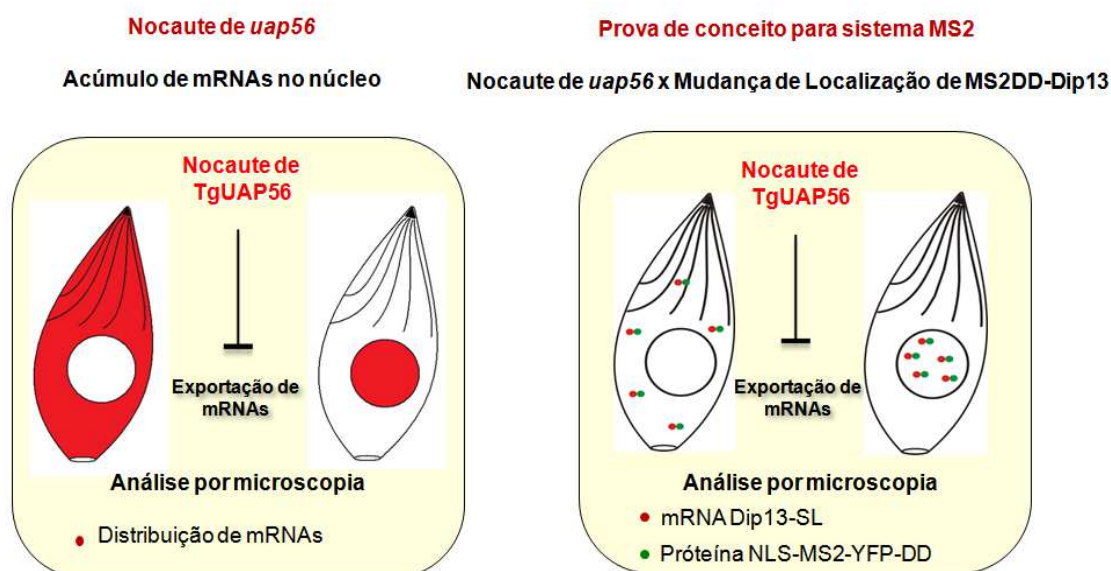 Nocaute de uap56
Acúmulo de mRNAs no núcleo
Nocaute de
TgUAP56
Exportação de
mRNAs
Análise por microscopia
Distribuição de mRNAs
Prova de conceito para sistema MS2
Nocaute de uap56 x Mudança de Localização de MS2DD-Dip13
Nocaute de
TgUAP56
Exportação de
mRNAs
Análise por microscopia
mRNA Dip13-SL
Próteína NLS-MS2-YFP-DD